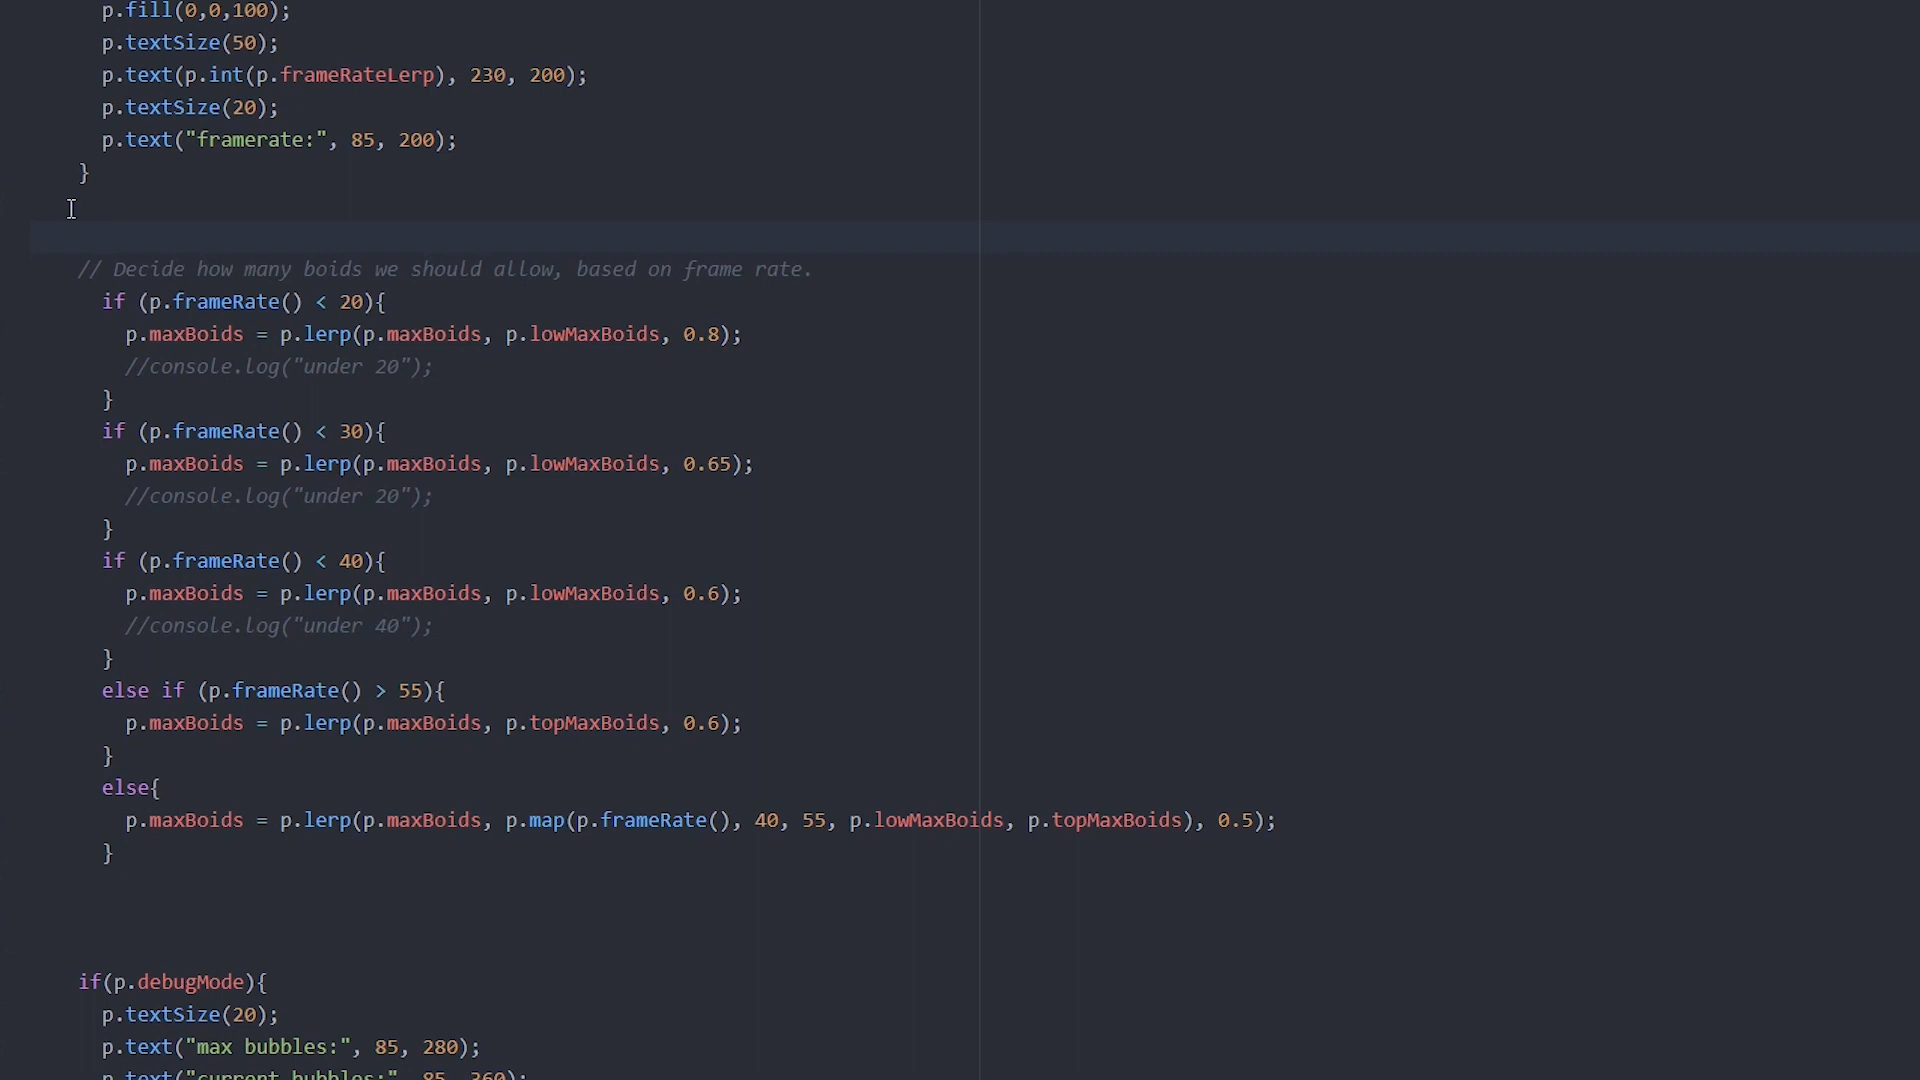 p.fill(0,0,100);
p.textSize(50);
p.text(p.int(p.frameRateLerp), 230, 200);
p.textSize(20);
p.text("framerate:", 85, 200);
}
// Decide how many boids we should allow, based on frame rate.
if (p.frameRate() < 20){
p.maxBoids = p.lerp(p.maxBoids, p.lowMaxBoids, 0.8);
//console.log("under 20");
}
if (p.frameRate() < 30){
p.maxBoids = p.lerp(p.maxBoids, p.lowMaxBoids, 0.65);
//console.log("under 20");
}
if (p.frameRate() < 40){
p.maxBoids = p.lerp(p.maxBoids, p.lowMaxBoids, 0.6);
//console.log("under 40");
}
else if (p.frameRate() > 55){
p.maxBoids = p.lerp(p.maxBoids, p.topMaxBoids, 0.6);
}
else{
p.maxBoids = p.lerp(p.maxBoids, p.map(p.frameRate(), 40, 55, p.lowMaxBoids, p.topMaxBoids), 0.5);
}
if(p.debugMode){
p.textSize(20);
p.text("max bubbles:", 85, 280);
p.text("current bubbles:", 85, 360);